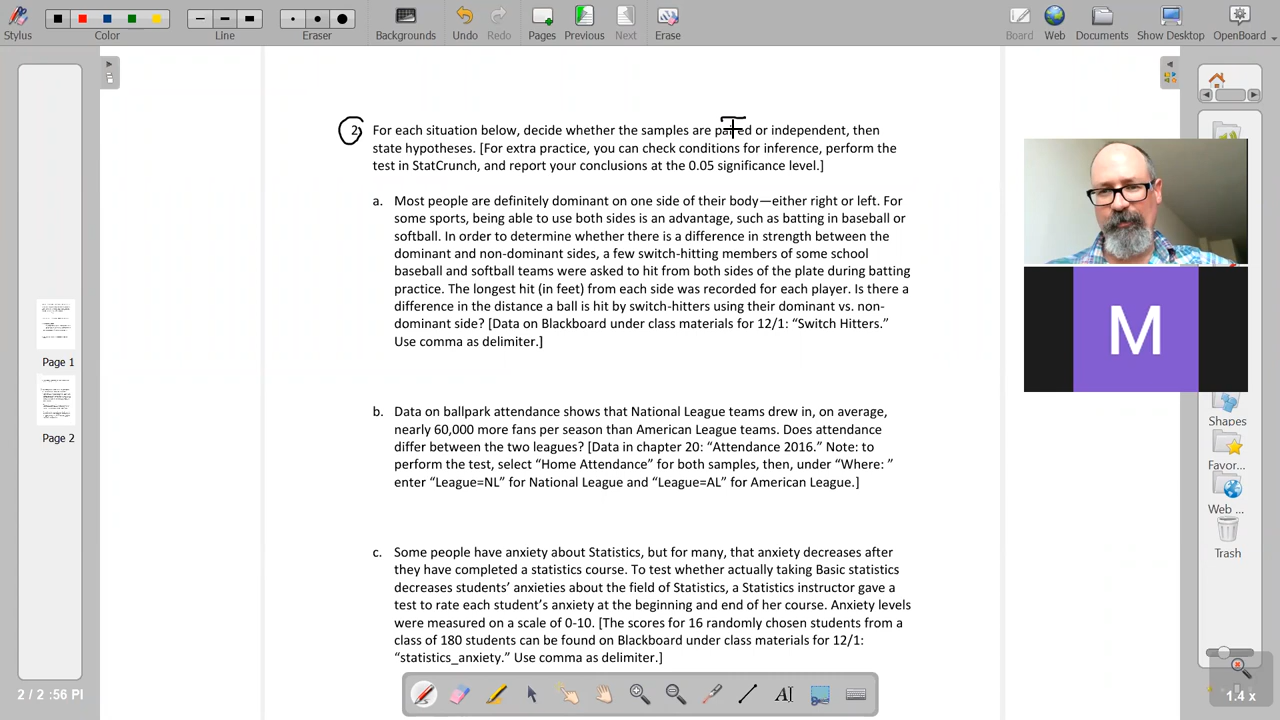 Stylus
Color
Line
Eraser
Backgrounds
Undo
Redo
Pages
Previous
Next
Erase
Board
Web
Documents
Show Desktop
OpenBoard
2. For each situation below, decide whether the samples are paired or independent, then
state hypotheses. [For extra practice, you can check conditions for inference, perform the
test in StatCrunch, and report your conclusions at the 0.05 significance level.]
a. Most people are definitely dominant on one side of their body—either right or left. For
some sports, being able to use both sides is an advantage, such as batting in baseball or
softball. In order to determine whether there is a difference in strength between the
dominant and non-dominant sides, a few switch-hitting members of some school
baseball and softball teams were asked to hit from both sides of the plate during batting
practice. The longest hit (in feet) from each side was recorded for each player. Is there a
difference in the distance a ball is hit by switch-hitters using their dominant vs. non-
dominant side? [Data on Blackboard under class materials for 12/1: “Switch Hitters.”
Use comma as delimiter.]
b. Data on ballpark attendance shows that National League teams drew in, on average,
nearly 60,000 more fans per season than American League teams. Does attendance
differ between the two leagues? [Data in chapter 20: “Attendance 2016.” Note: to
perform the test, select “Home Attendance” for both samples, then, under “Where: ”
enter “League=NL” for National League and “League=AL” for American League.]
c. Some people have anxiety about Statistics, but for many, that anxiety decreases after
they have completed a statistics course. To test whether actually taking Basic statistics
decreases students’ anxieties about the field of Statistics, a Statistics instructor gave a
test to rate each student’s anxiety at the beginning and end of her course. Anxiety levels
were measured on a scale of 0-10. [The scores for 16 randomly chosen students from a
class of 180 students can be found on Blackboard under class materials for 12/1:
“statistics_anxiety.” Use comma as delimiter.]
Page 1
Page 2
2 / 2 :56 PI
M
Shapes
Favor...
Web ...
Trash
1.4 x
AI